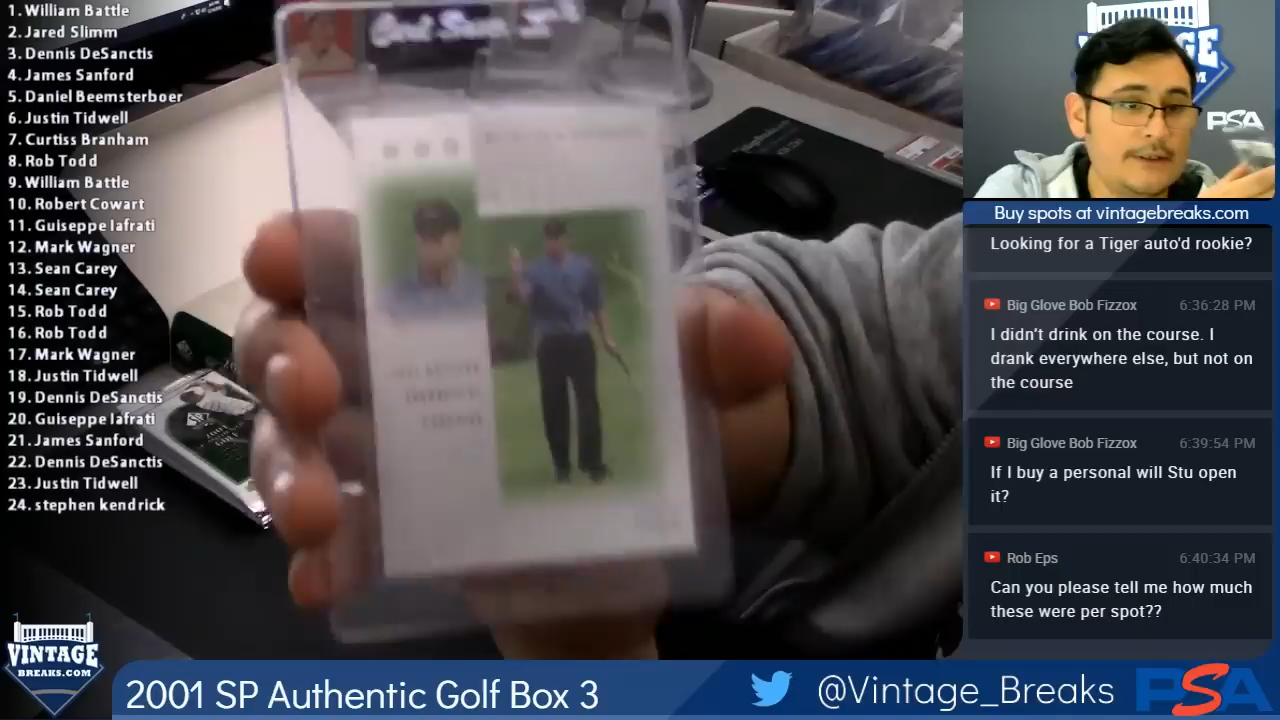 1. William Battle
2. Jared Slimm
3. Dennis DeSanctis
4. James Sanford
5. Daniel Beemsterboer
6. Justin Tidwell
7. Curtiss Branham
8. Rob Todd
9. William Battle
10. Robert Cowart
11. Guiseppe Iafrati
12. Mark Wagner
13. Sean Carey
14. Sean Carey
15. Rob Todd
16. Rob Todd
17. Mark Wagner
18. Justin Tidwell
19. Dennis DeSanctis
20. Guiseppe Iafrati
21. James Sanford
22. Dennis DeSanctis
23. Justin Tidwell
24. stephen kendrick
VINTAGE
BREAKS.COM
2001 SP Authentic Golf Box 3
@Vintage_Breaks
PSA
VINTAGE
PSA
Buy spots at vintagebreaks.com
Looking for a Tiger auto'd rookie?
Big Glove Bob Fizzox 6:36:28 PM
I didn't drink on the course. I
drank everywhere else, but not on
the course
Big Glove Bob Fizzox 6:39:54 PM
If I buy a personal will Stu open
it?
Rob Eps 6:40:34 PM
Can you please tell me how much
these were per spot??